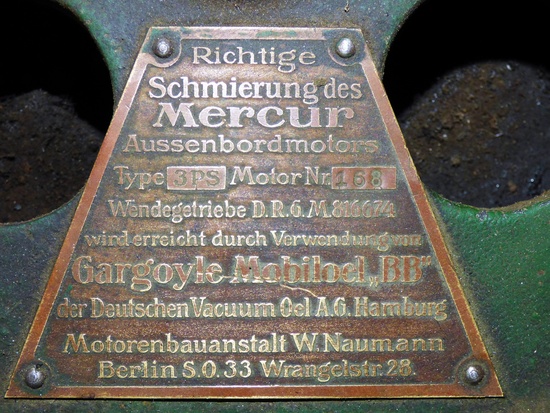 Richtige
Schmierung des
Mercur
Aussenbordmotors
Type 3PS Motor Nr. 168
Wendegetriebe D.R.G.M. 816674
wird erreicht durch Verwendung von
Gargoyle Mobiloel „BB“
der Deutschen Vacuum Oel A.G. Hamburg
Motorenbauanstalt W. Naumann
Berlin S.O.33 Wrangelstr. 28.